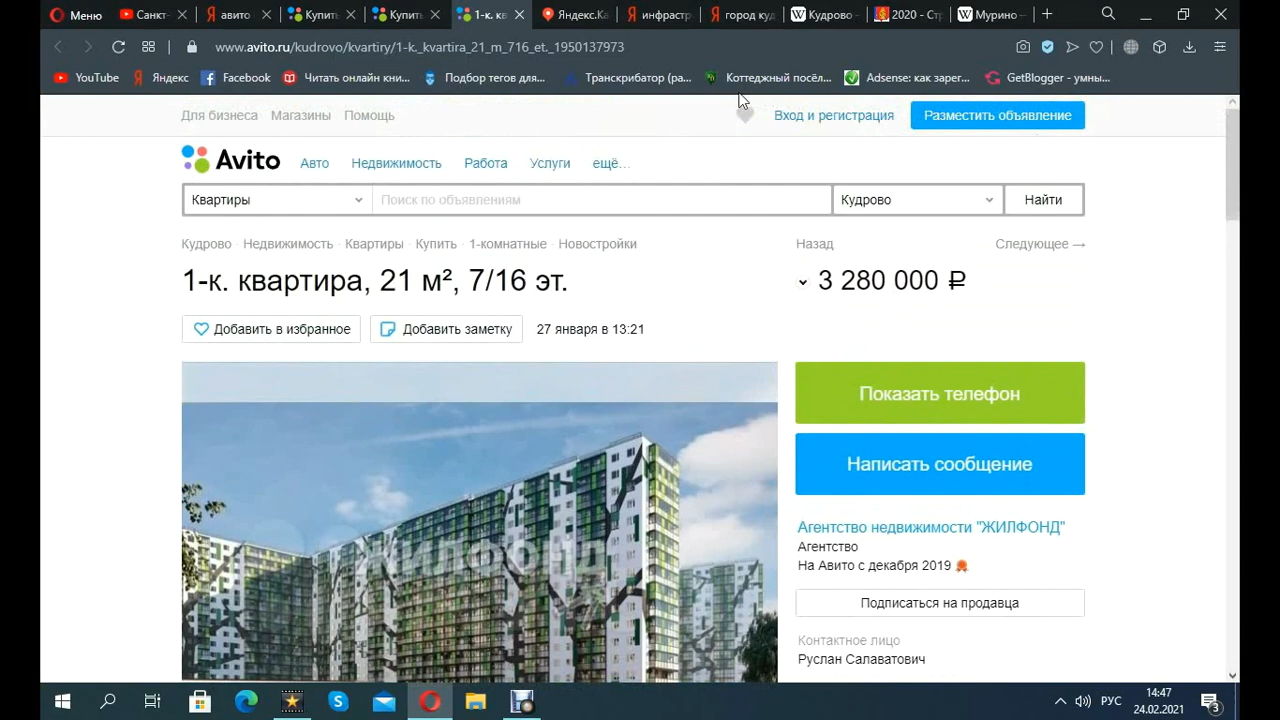 Меню
Санкт-
авито
Купить
Купить
1-к. кв
Яндекс.Ка
инфрастр
город куд
Кудрово -
2020 - Стр
Мурино —
www.avito.ru/kudrovo/kvartiry/1-k._kvartira_21_m_716_et._1950137973
YouTube
Яндекс
Facebook
Читать онлайн кни...
Подбор тегов для...
Транскрибатор (ра...
Коттеджный посёл...
Adsense: как зарег...
GetBlogger - умны...
Для бизнеса Магазины Помощь
Вход и регистрация
Разместить объявление
Avito Авто Недвижимость Работа Услуги ещё...
Квартиры Поиск по объявлениям Кудрово Найти
Кудрово · Недвижимость · Квартиры · Купить · 1-комнатные · Новостройки
Назад Следующее →
1-к. квартира, 21 м², 7/16 эт.
3 280 000 ₽
Добавить в избранное
Добавить заметку
27 января в 13:21
ЖИЛФОНД
Показать телефон
Написать сообщение
Агентство недвижимости "ЖИЛФОНД"
Агентство
На Авито с декабря 2019
Подписаться на продавца
Контактное лицо
Руслан Салаватович
РУС
14:47
24.02.2021
3